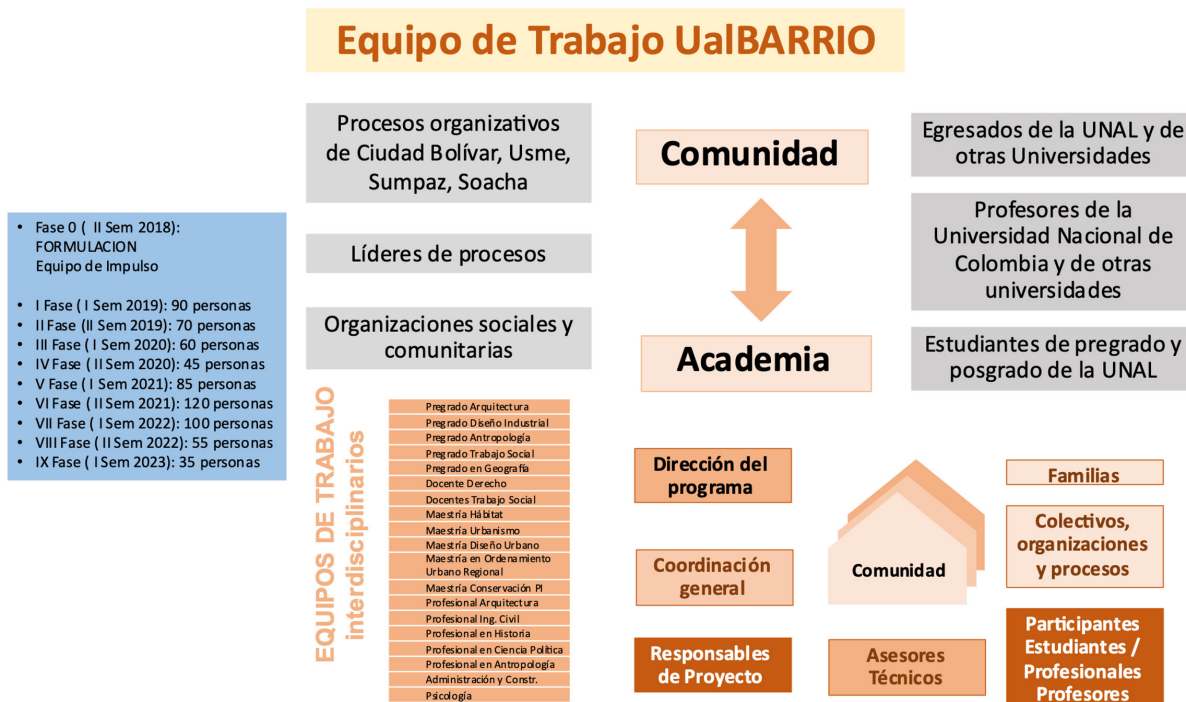 Equipo de Trabajo UalBARRIO
Procesos organizativos
de Ciudad Bolívar, Usme,
Sumpaz, Soacha
Líderes de procesos
Organizaciones sociales y
comunitarias
Comunidad
Academia
Egresados de la UNAL y de
otras Universidades
Profesores de la
Universidad Nacional de
Colombia y de otras
universidades
Estudiantes de pregrado y
posgrado de la UNAL
• Fase 0 ( II Sem 2018):
FORMULACION
Equipo de Impulso
• I Fase ( I Sem 2019): 90 personas
• II Fase (II Sem 2019): 70 personas
• III Fase ( I Sem 2020): 60 personas
• IV Fase ( II Sem 2020): 45 personas
• V Fase ( I Sem 2021): 85 personas
• VI Fase ( II Sem 2021): 120 personas
• VII Fase ( I Sem 2022): 100 personas
• VIII Fase ( II Sem 2022): 55 personas
• IX Fase ( I Sem 2023): 35 personas
EQUIPOS DE TRABAJO
interdisciplinarios
Pregrado Arquitectura
Pregrado Diseño Industrial
Pregrado Antropología
Pregrado Trabajo Social
Pregrado en Geografía
Docente Derecho
Docentes Trabajo Social
Maestría Hábitat
Maestría Urbanismo
Maestría Diseño Urbano
Maestría en Ordenamiento
Urbano Regional
Maestría Conservación PI
Profesional Arquitectura
Profesional Ing. Civil
Profesional en Historia
Profesional en Ciencia Política
Profesional en Antropología
Administración y Constr.
Psicología
Dirección del
programa
Coordinación
general
Responsables
de Proyecto
Comunidad
Asesores
Técnicos
Familias
Colectivos,
organizaciones
y procesos
Participantes
Estudiantes /
Profesionales
Profesores